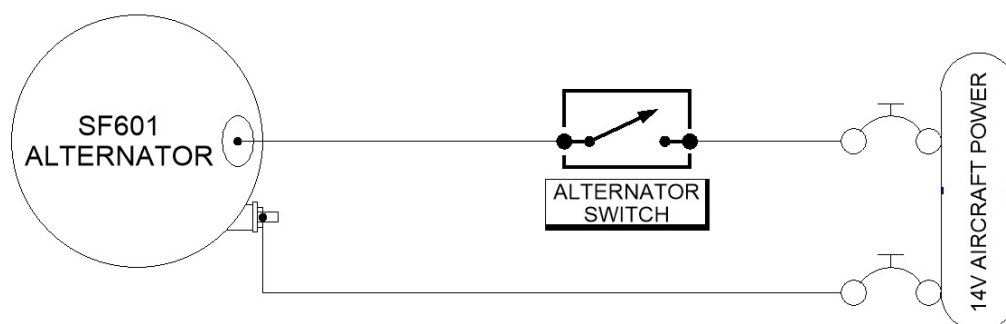 SF601
ALTERNATOR
ALTERNATOR
SWITCH
14V AIRCRAFT POWER